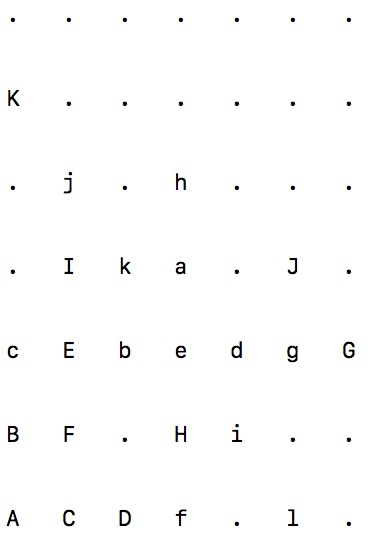 . . . . . . .
K . . . . . .
. j . h . . .
. I k a . J .
c E b e d g G
B F . H i . .
A C D f . l .